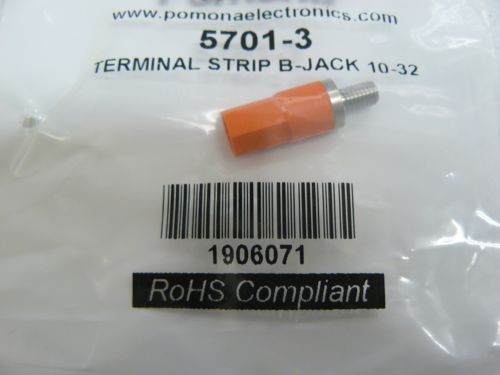 www.pomonaelectronics.com
5701-3
TERMINAL STRIP B-JACK 10-32
1906071
RoHS Compliant